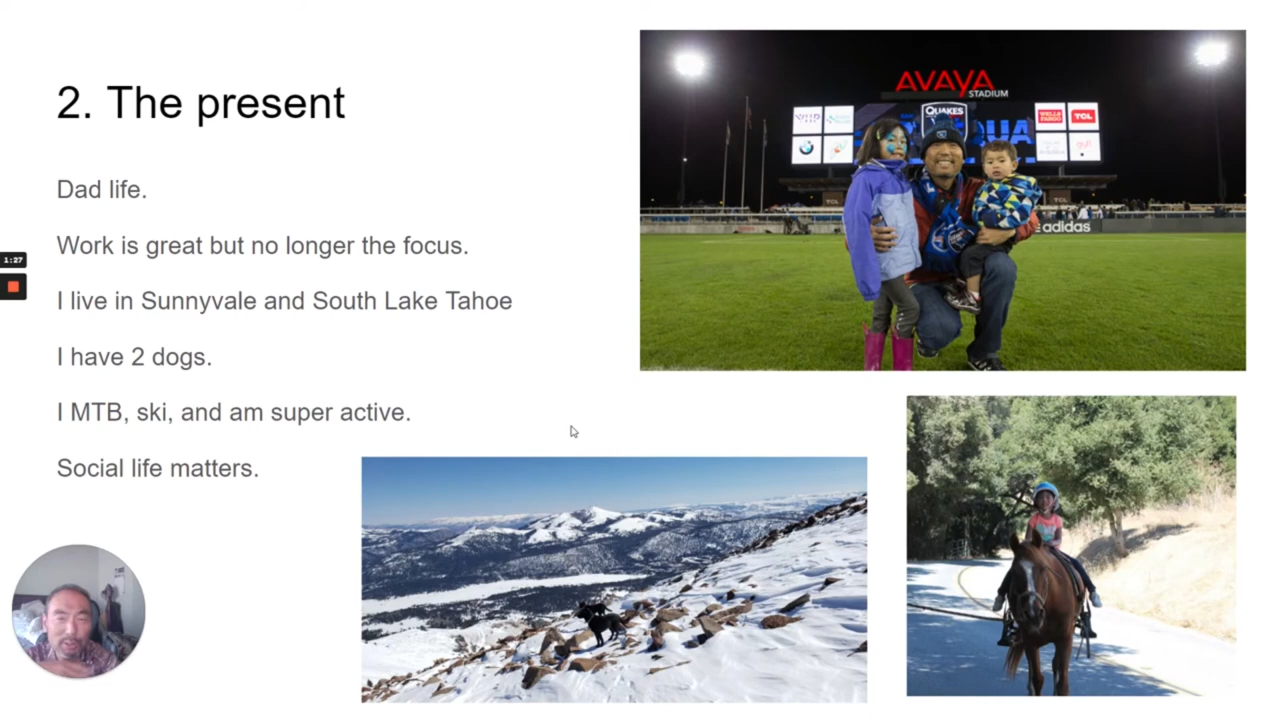 2. The present
Dad life.
Work is great but no longer the focus.
I live in Sunnyvale and South Lake Tahoe
I have 2 dogs.
I MTB, ski, and am super active.
Social life matters.
1:27
AVAYA
STADIUM
QUAKES
WELLS
FARGO
TCL
TCL
adidas